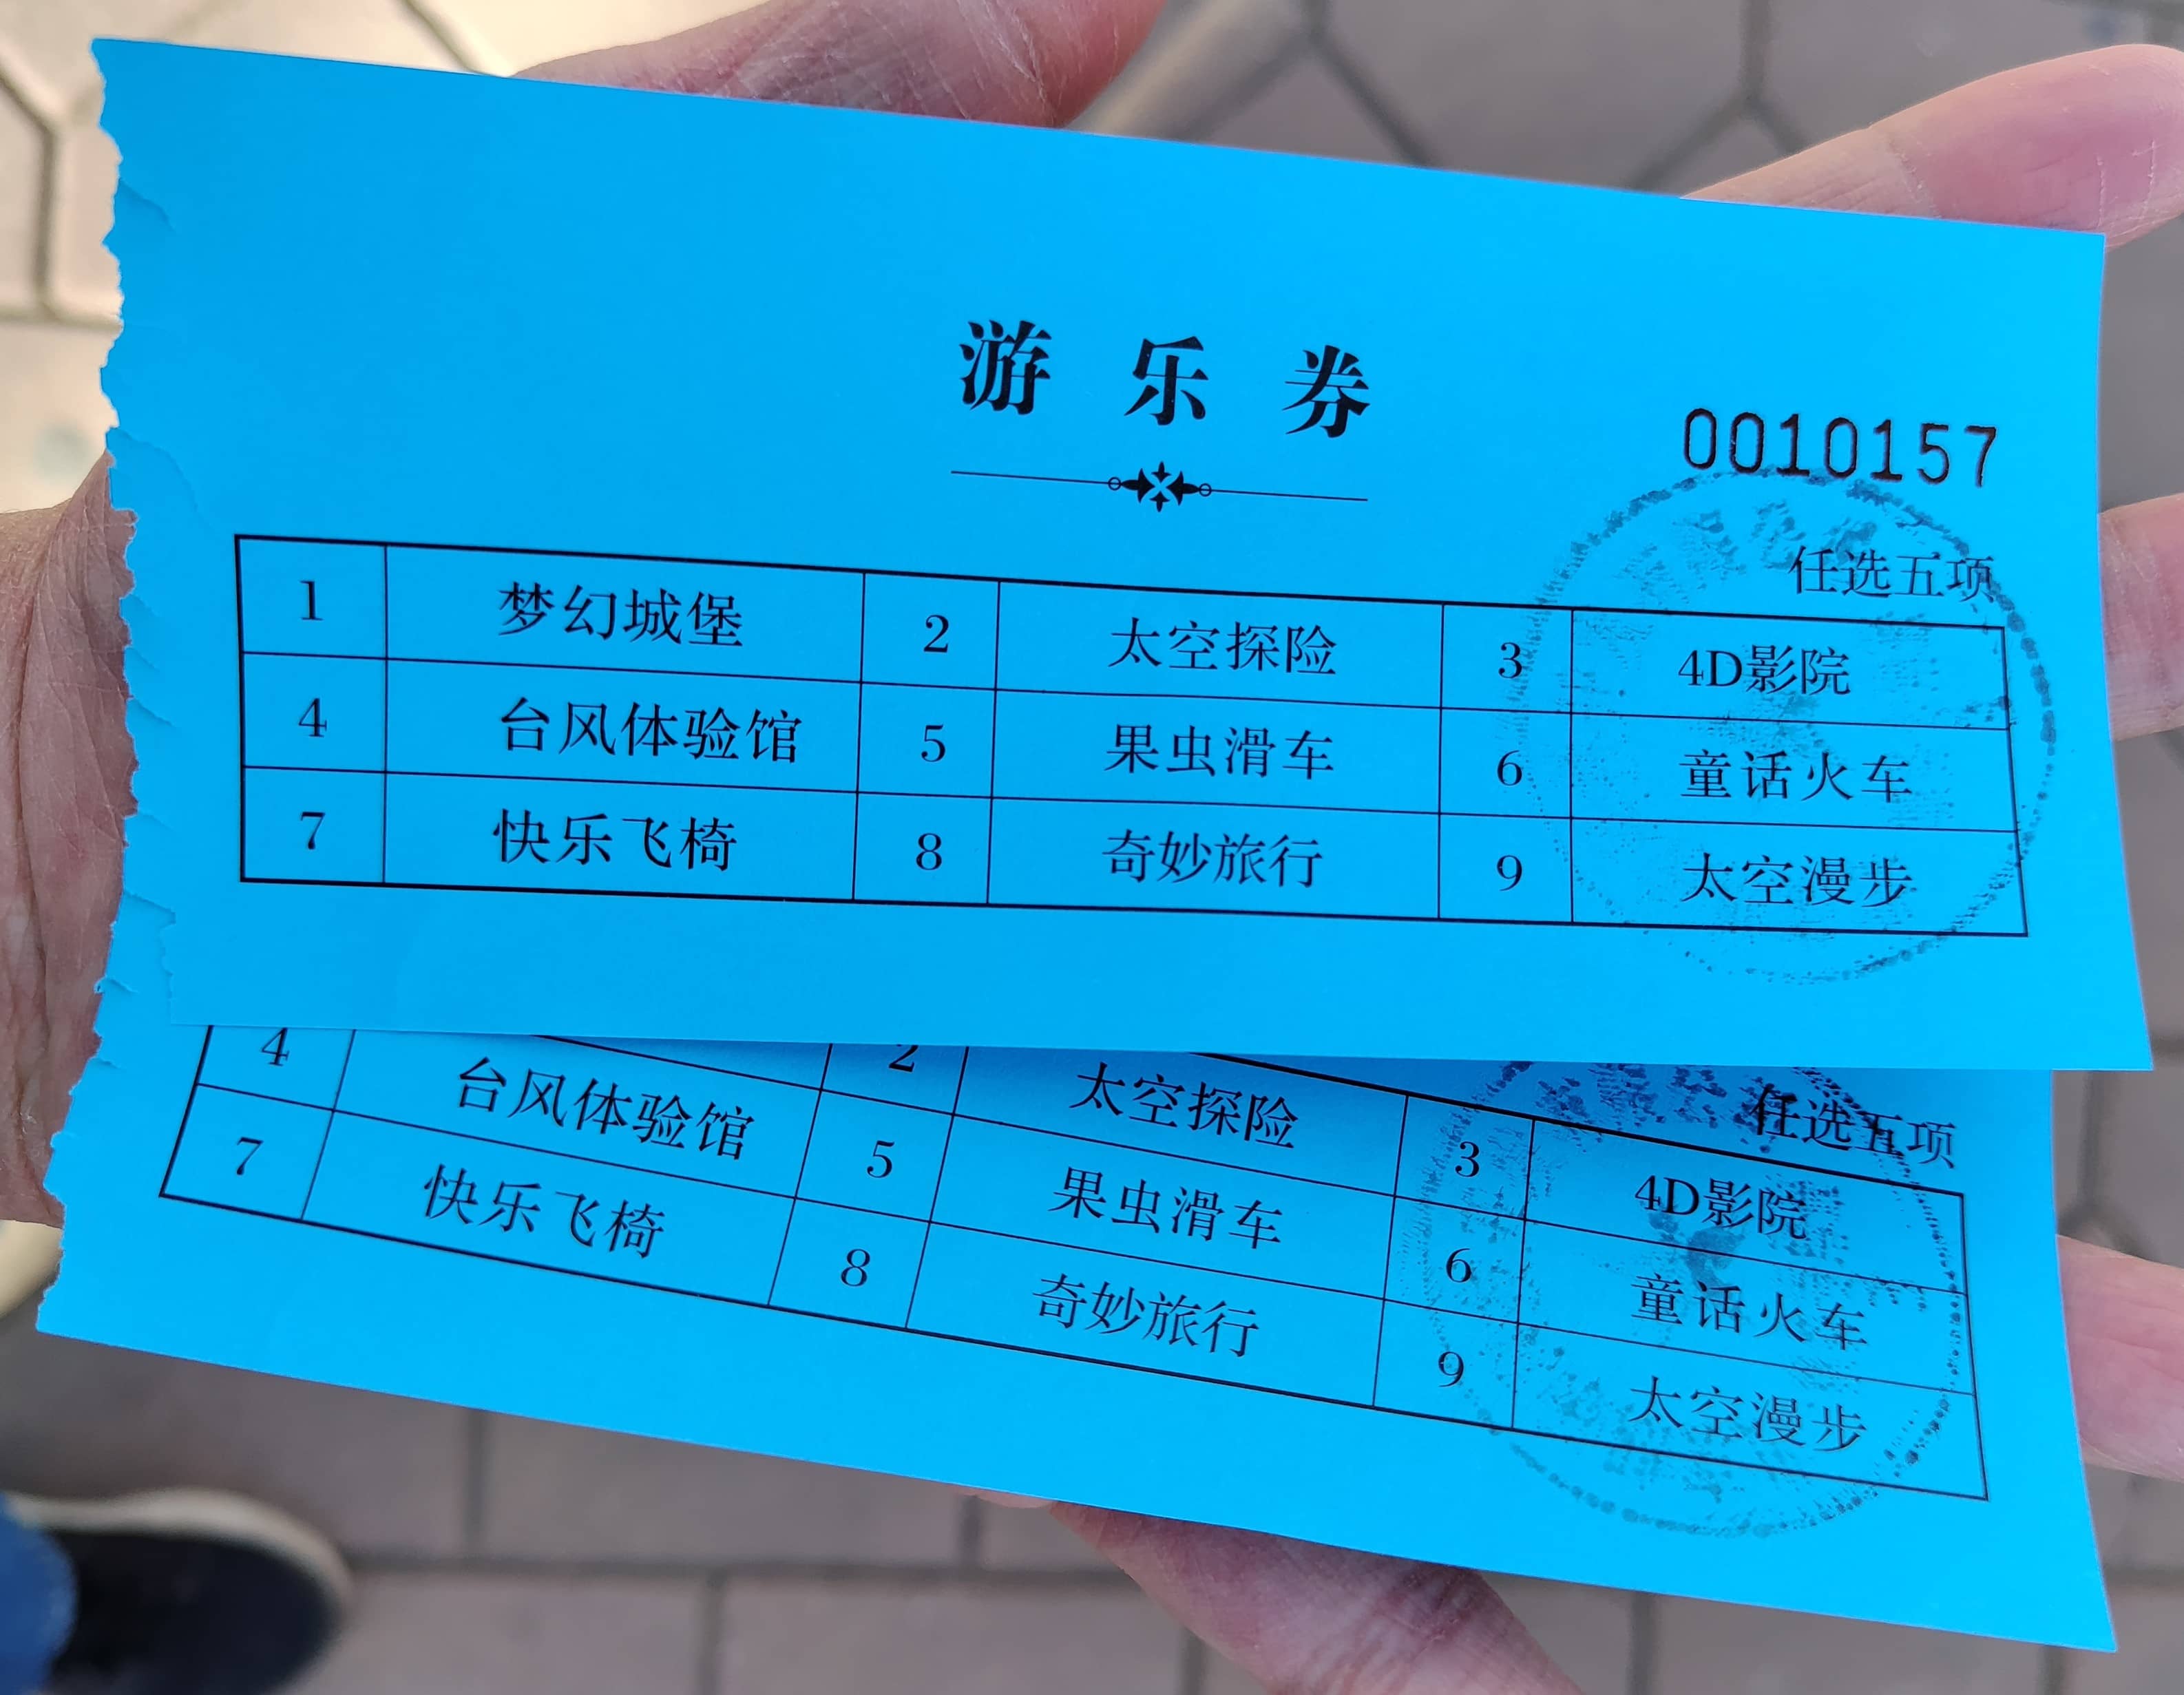 游乐券
0010157
任选五项
1 梦幻城堡 2 太空探险 3 4D影院
4 台风体验馆 5 果虫滑车 6 童话火车
7 快乐飞椅 8 奇妙旅行 9 太空漫步
任选五项
2 太空探险 3 4D影院
4 台风体验馆 5 果虫滑车 6 童话火车
7 快乐飞椅 8 奇妙旅行 9 太空漫步